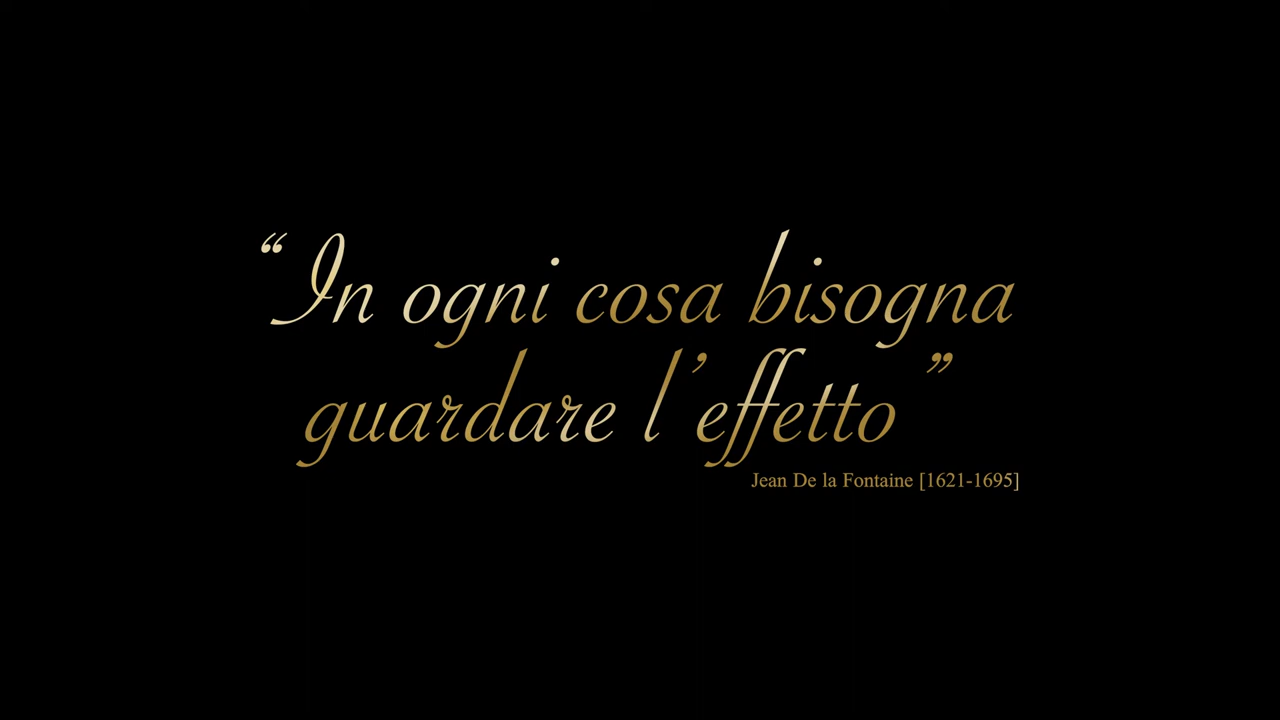 “In ogni cosa bisogna
guardare l’effetto ”
Jean De la Fontaine [1621-1695]